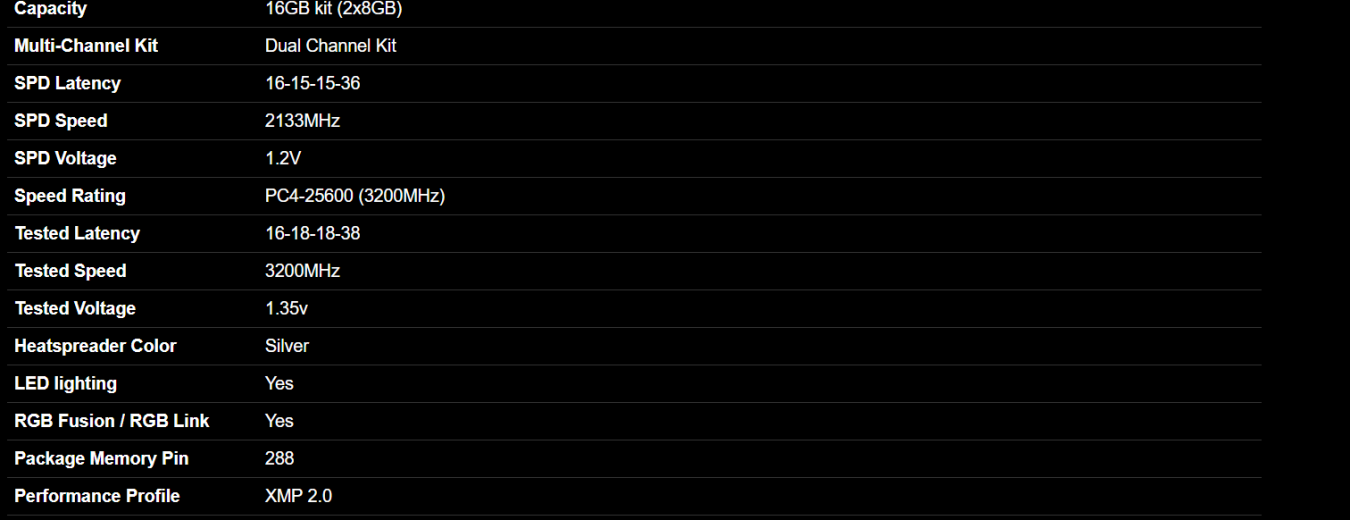 Capacity 16GB kit (2x8GB)
Multi-Channel Kit Dual Channel Kit
SPD Latency 16-15-15-36
SPD Speed 2133MHz
SPD Voltage 1.2V
Speed Rating PC4-25600 (3200MHz)
Tested Latency 16-18-18-38
Tested Speed 3200MHz
Tested Voltage 1.35v
Heatspreader Color Silver
LED lighting Yes
RGB Fusion / RGB Link Yes
Package Memory Pin 288
Performance Profile XMP 2.0